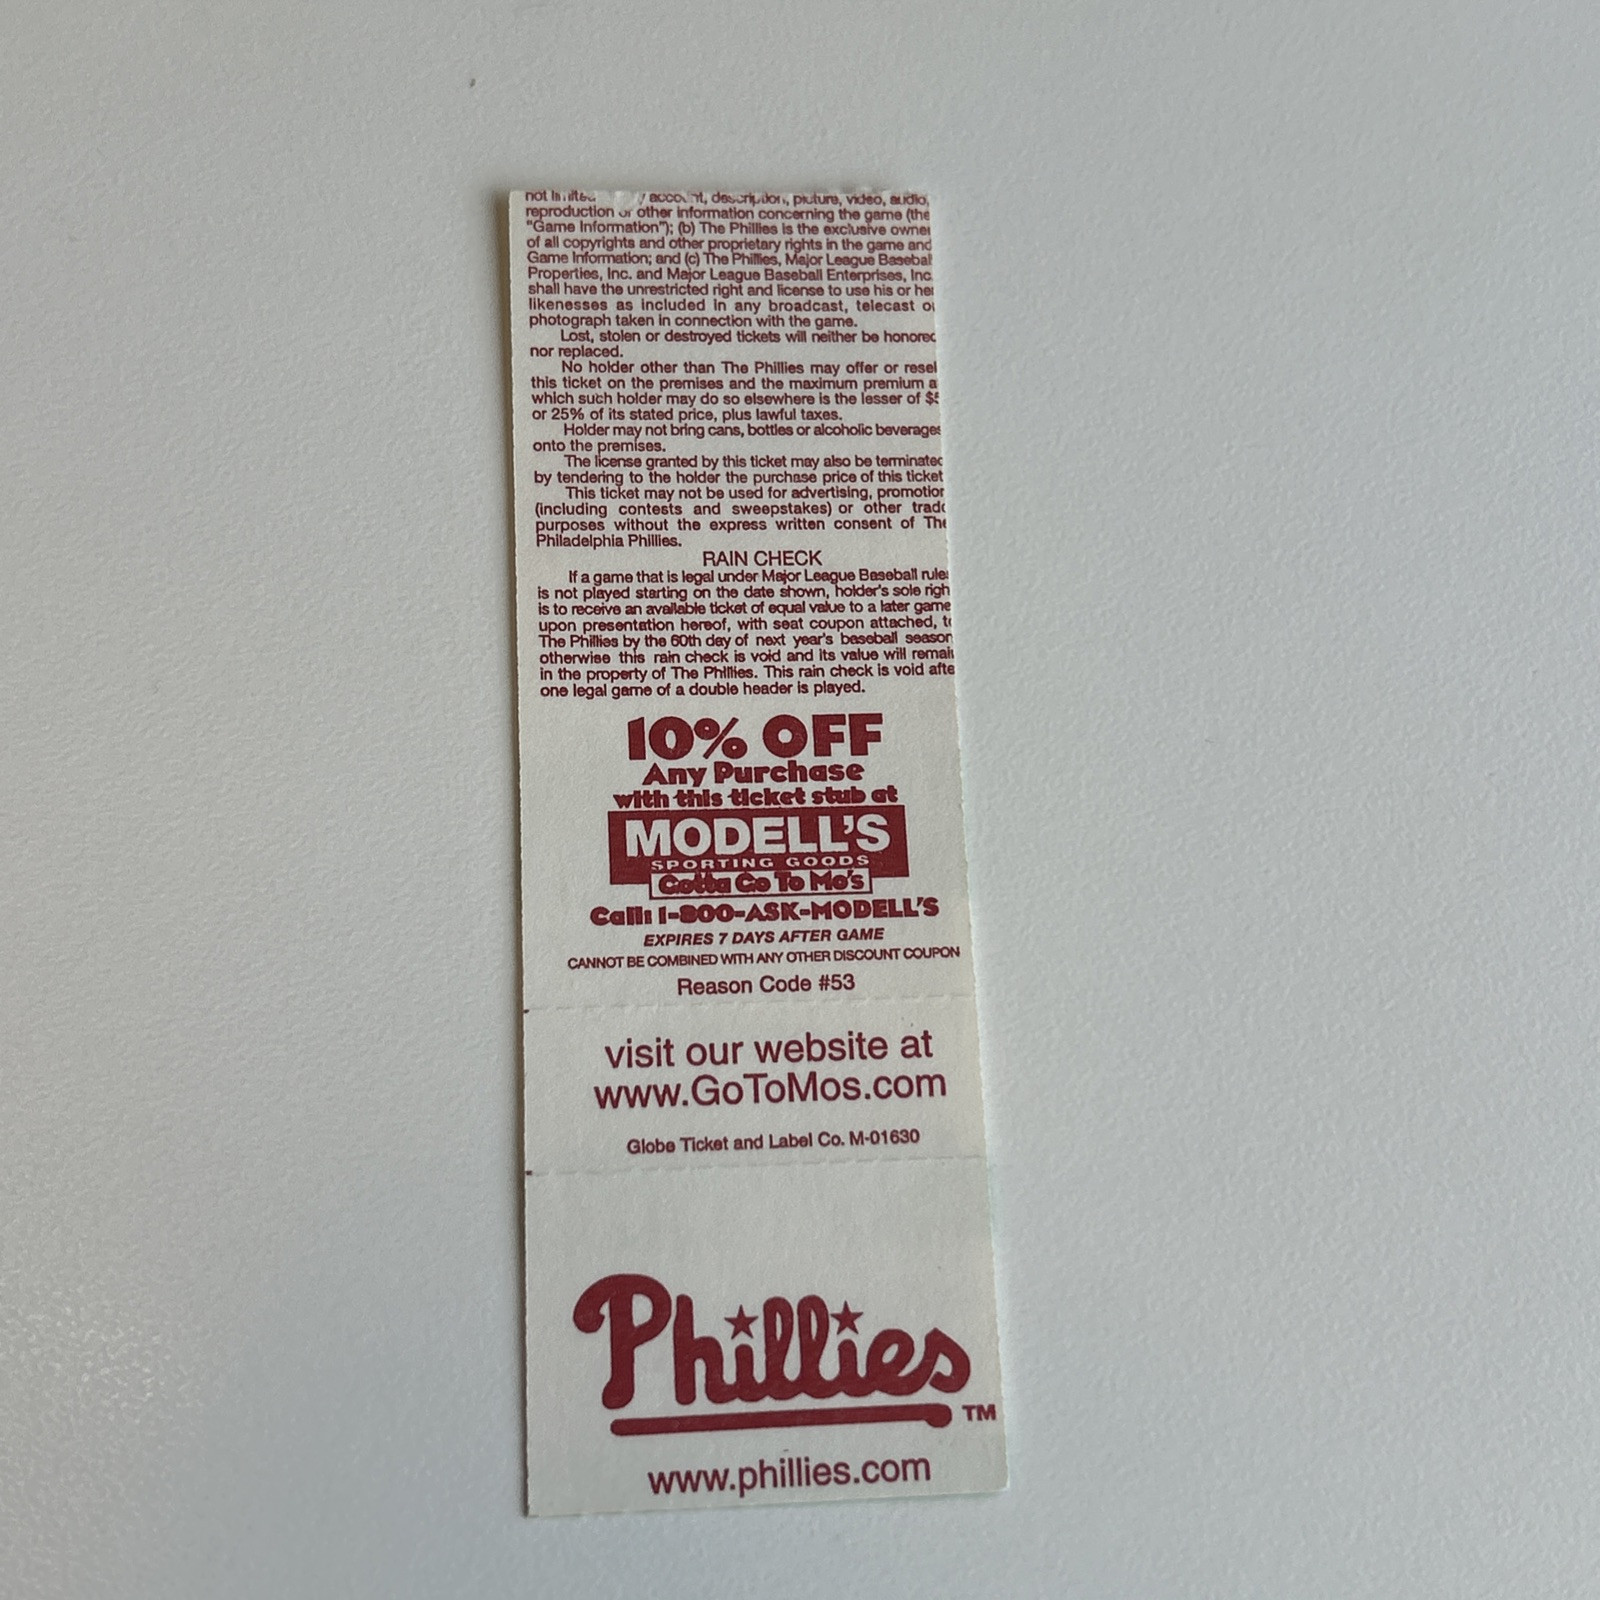 account, description, picture, video, audio,
reproduction or other information concerning the game (the
"Game Information"); (b) The Phillies is the exclusive owner
of all copyrights and other proprietary rights in the game and
Game Information; and (c) The Phillies, Major League Basebal
Properties, Inc. and Major League Baseball Enterprises, Inc.
shall have the unrestricted right and license to use his or her
likenesses as included in any broadcast, telecast or
photograph taken in connection with the game.
Lost, stolen or destroyed tickets will neither be honored
nor replaced.
No holder other than The Phillies may offer or resel
this ticket on the premises and the maximum premium a
which such holder may do so elsewhere is the lesser of $5
or 25% of its stated price, plus lawful taxes.
Holder may not bring cans, bottles or alcoholic beverages
onto the premises.
The license granted by this ticket may also be terminated
by tendering to the holder the purchase price of this ticket
This ticket may not be used for advertising, promotion
(including contests and sweepstakes) or other trade
purposes without the express written consent of The
Philadelphia Phillies.
RAIN CHECK
If a game that is legal under Major League Baseball rules
is not played starting on the date shown, holder's sole righ
is to receive an available ticket of equal value to a later game
upon presentation hereof, with seat coupon attached, to
The Phillies by the 60th day of next year's baseball season
otherwise this rain check is void and its value will remain
in the property of The Phillies. This rain check is void afte
one legal game of a double header is played.
10% OFF
Any Purchase
with this ticket stub at
MODELL'S
SPORTING GOODS
Gotta Go To Mo's
Call: 1-800-ASK-MODELL'S
EXPIRES 7 DAYS AFTER GAME
CANNOT BE COMBINED WITH ANY OTHER DISCOUNT COUPON
Reason Code #53
visit our website at
www.GoToMos.com
Globe Ticket and Label Co. M-01630
Phillies TM
www.phillies.com